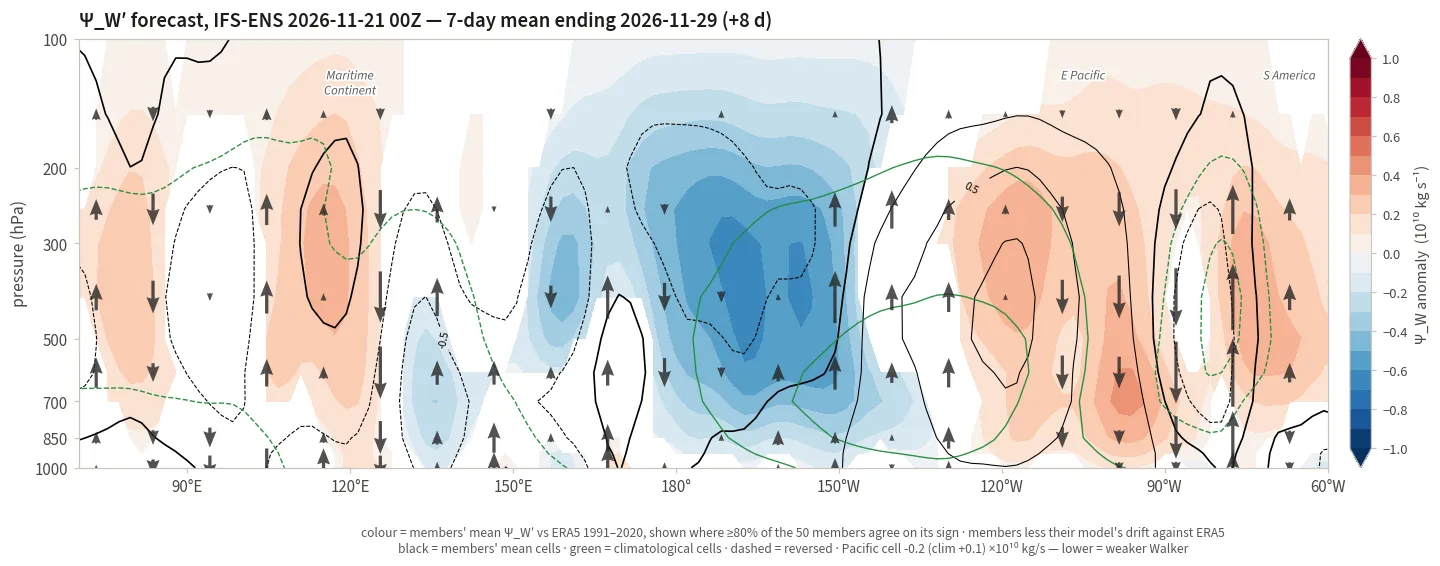 Ψ_W′ forecast, IFS-ENS 2026-11-21 00Z — 7-day mean ending 2026-11-29 (+8 d)
100
200
300
500
700
850
1000
pressure (hPa)
Maritime
Continent
E Pacific
S America
0.5
-0.5
90°E
120°E
150°E
180°
150°W
120°W
90°W
60°W
1.0
0.8
0.6
0.4
0.2
0.0
−0.2
−0.4
−0.6
−0.8
−1.0
Ψ_W anomaly (10¹⁰ kg s⁻¹)
colour = members' mean Ψ_W′ vs ERA5 1991–2020, shown where ≥80% of the 50 members agree on its sign · members less their model's drift against ERA5
black = members' mean cells · green = climatological cells · dashed = reversed · Pacific cell -0.2 (clim +0.1) ×10¹⁰ kg/s — lower = weaker Walker